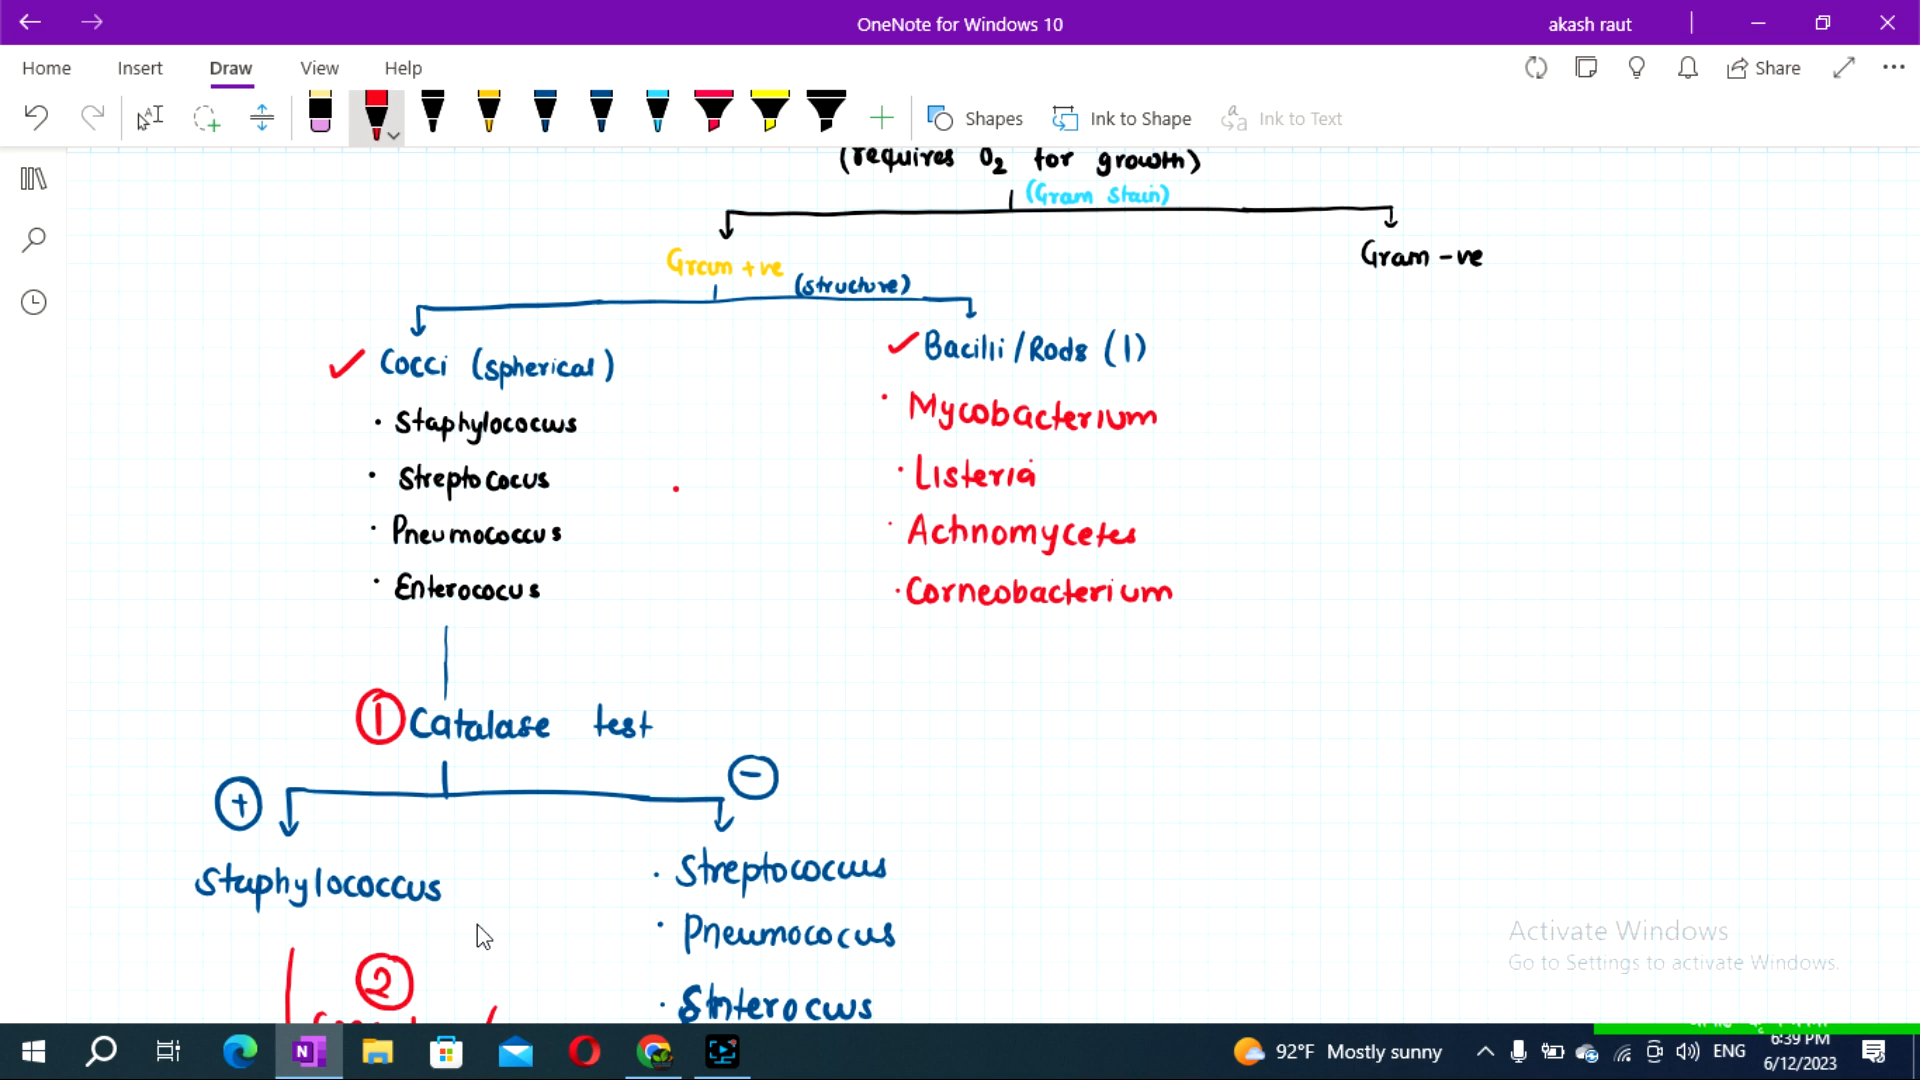 OneNote for Windows 10
akash raut
Home
Insert
Draw
View
Help
Share
Shapes
Ink to Shape
Ink to Text
(requires O2 for growth)
(Gram Stain)
Gram +ve
(structure)
Gram -ve
Cocci (spherical)
• Staphylococus
• Streptococus
• Pneumococcus
• Enterococus
Bacilli/Rods (1)
• Mycobacterium
• Listeria
• Achnomycetes
• Corneobacterium
① Catalase test
+
-
Staphylococcus
• Streptococus
• Pneumococus
②
Activate Windows
Go to Settings to activate Windows.
92°F Mostly sunny
ENG
6:39 PM
6/12/2023